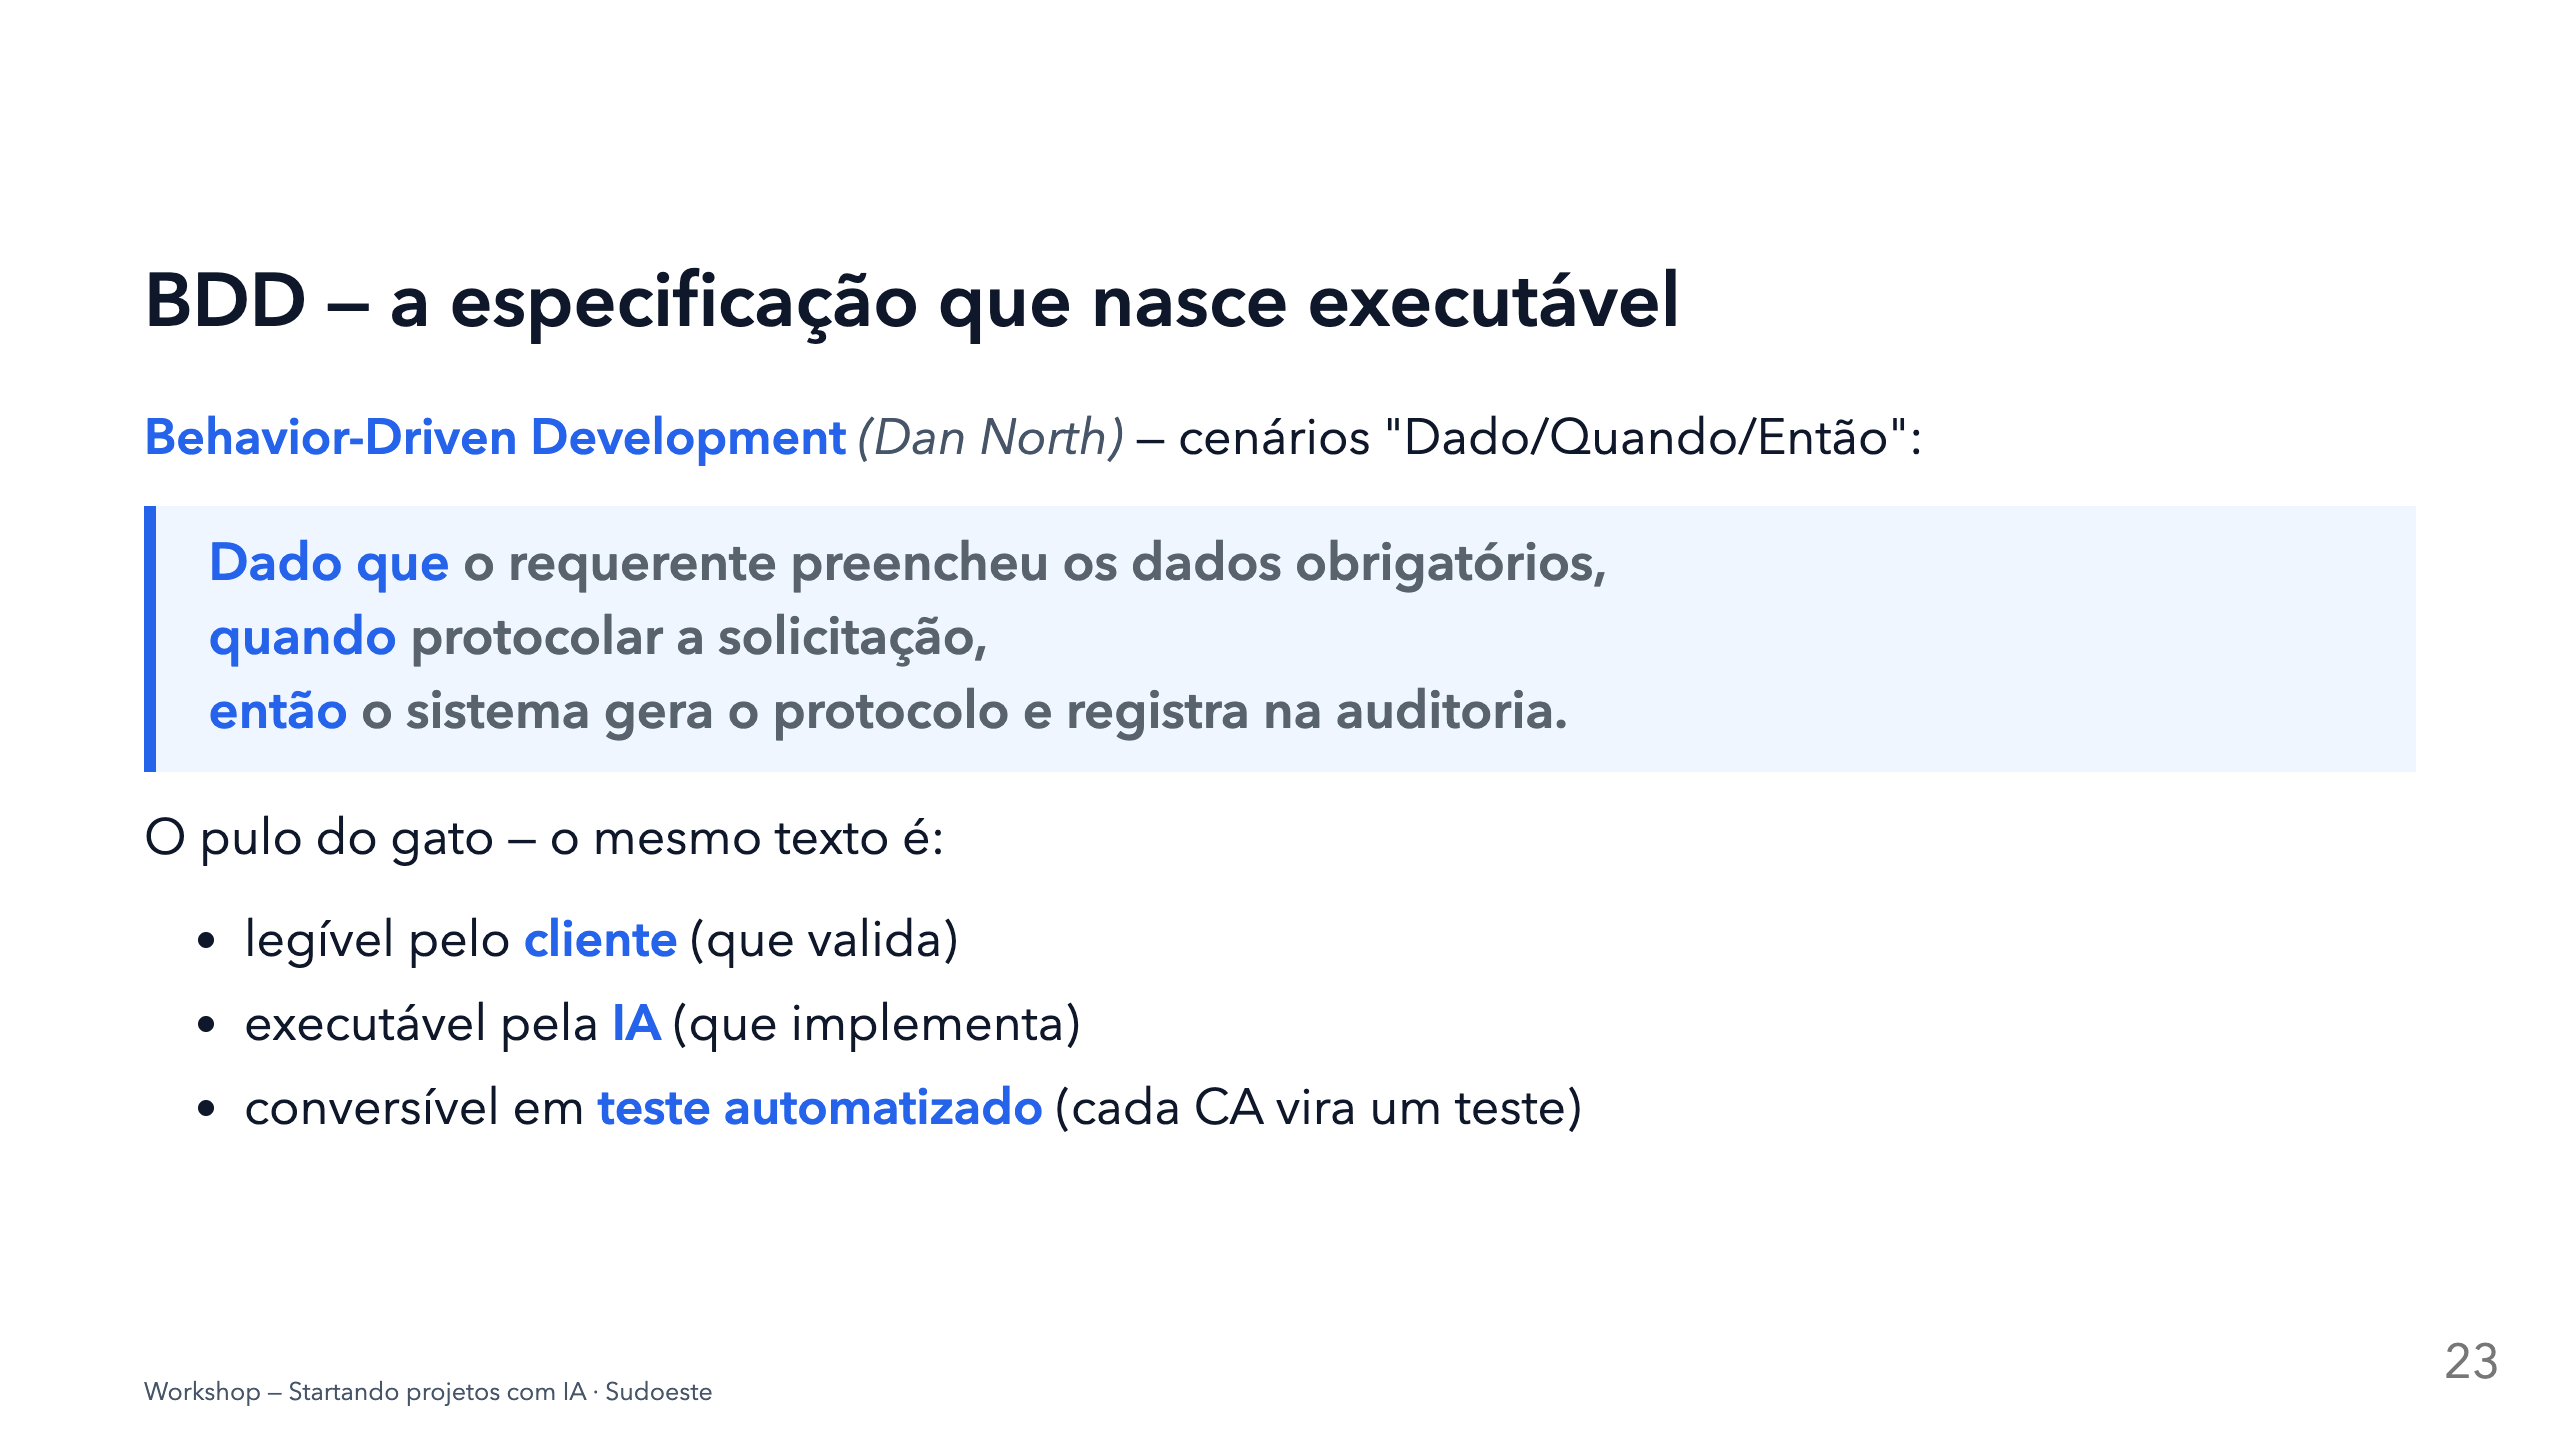 BDD — a especificação que nasce executável
Behavior-Driven Development (Dan North) — cenários "Dado/Quando/Então":
Dado que o requerente preencheu os dados obrigatórios,
quando protocolar a solicitação,
então o sistema gera o protocolo e registra na auditoria.
O pulo do gato — o mesmo texto é:
• legível pelo cliente (que valida)
• executável pela IA (que implementa)
• conversível em teste automatizado (cada CA vira um teste)
Workshop — Startando projetos com IA · Sudoeste
23